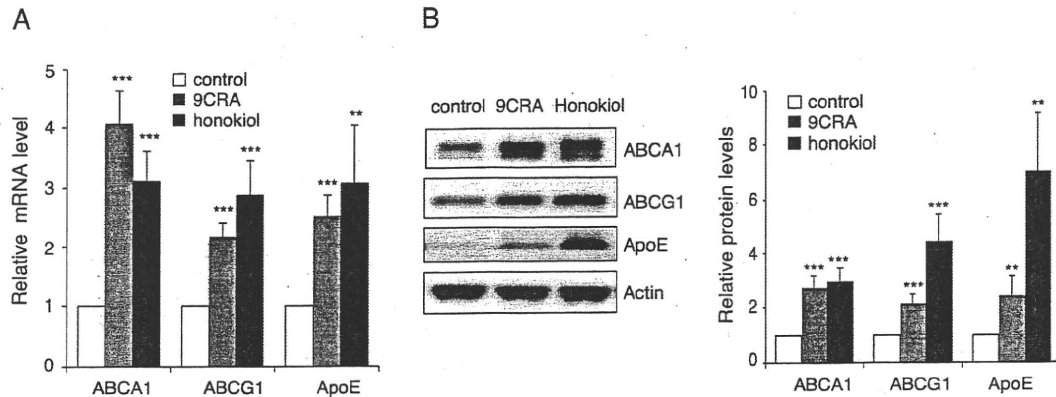 A
Relative mRNA level
5
4
3
2
1
0
control
9CRA
honokiol
***
***
***
***
***
**
ABCA1
ABCG1
ApoE
B
control 9CRA Honokiol
ABCA1
ABCG1
ApoE
Actin
Relative protein levels
10
8
6
4
2
0
control
9CRA
honokiol
***
***
***
***
**
**
ABCA1
ABCG1
ApoE